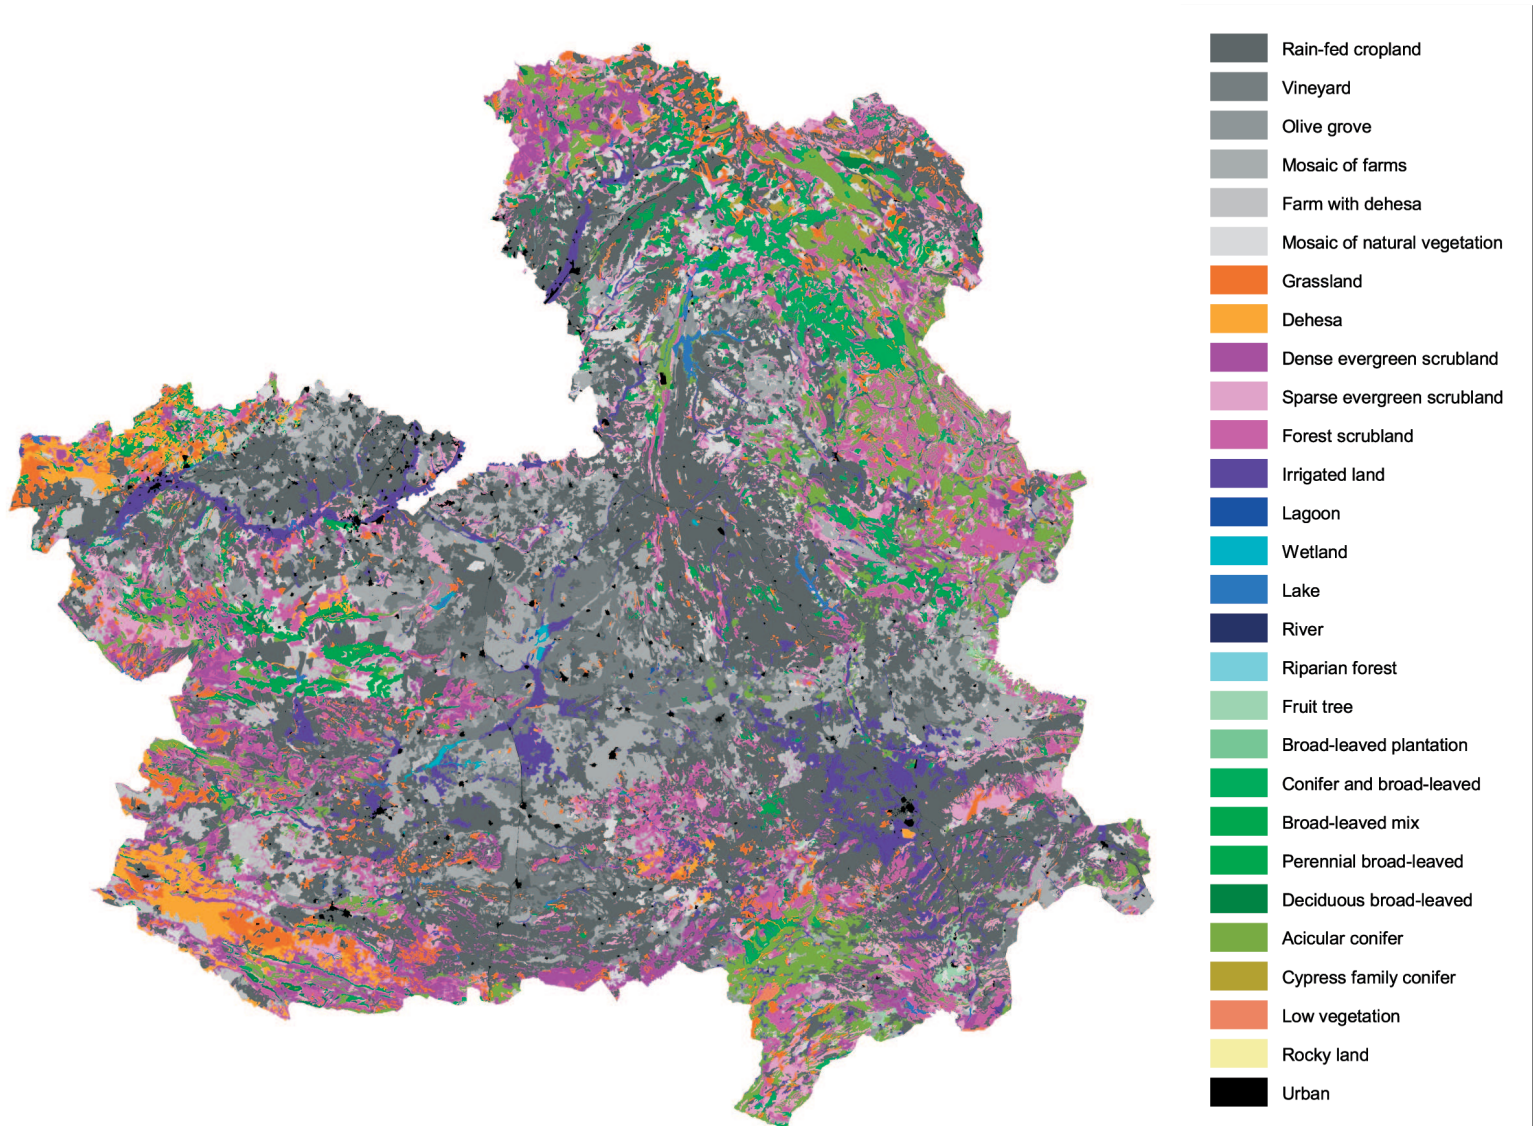 Rain-fed cropland
Vineyard
Olive grove
Mosaic of farms
Farm with dehesa
Mosaic of natural vegetation
Grassland
Dehesa
Dense evergreen scrubland
Sparse evergreen scrubland
Forest scrubland
Irrigated land
Lagoon
Wetland
Lake
River
Riparian forest
Fruit tree
Broad-leaved plantation
Conifer and broad-leaved
Broad-leaved mix
Perennial broad-leaved
Deciduous broad-leaved
Acicular conifer
Cypress family conifer
Low vegetation
Rocky land
Urban